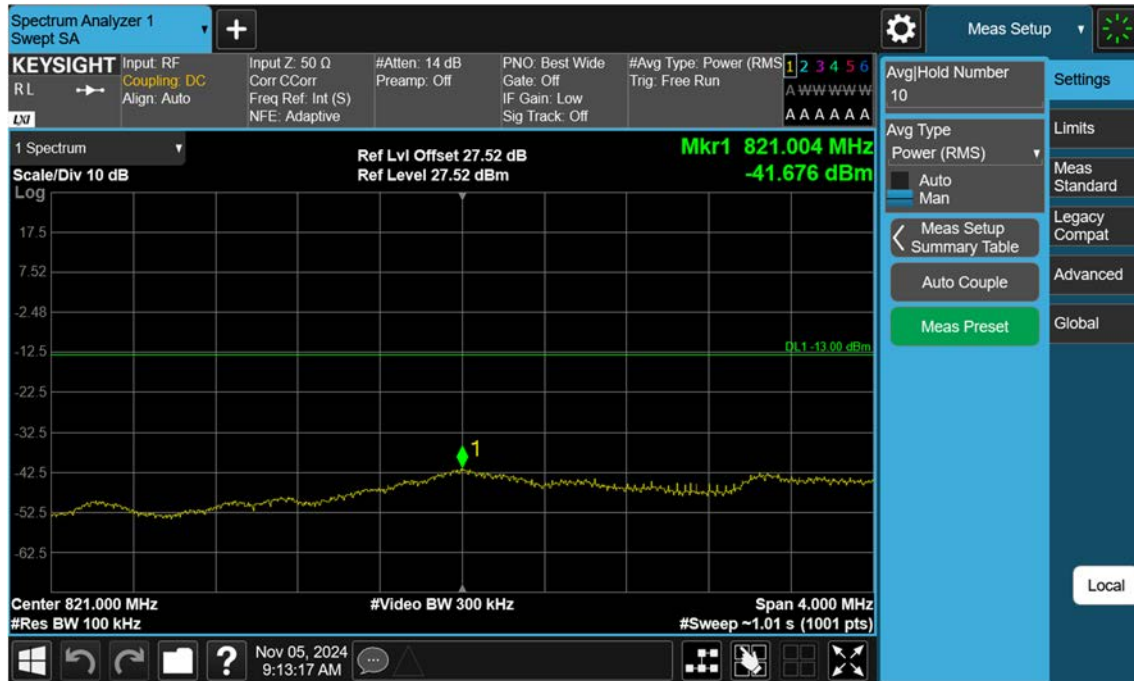 Spectrum Analyzer 1
Swept SA
Meas Setup
KEYSIGHT
R L
LXI
Input: RF
Coupling: DC
Align: Auto
Input Z: 50 Ω
Corr CCorr
Freq Ref: Int (S)
NFE: Adaptive
#Atten: 14 dB
Preamp: Off
PNO: Best Wide
Gate: Off
IF Gain: Low
Sig Track: Off
#Avg Type: Power (RMS
Trig: Free Run
1 2 3 4 5 6
A W W W W W
A A A A A A
1 Spectrum
Scale/Div 10 dB
Log
Ref Lvl Offset 27.52 dB
Ref Level 27.52 dBm
Mkr1 821.004 MHz
-41.676 dBm
17.5
7.52
-2.48
-12.5
DL1 -13.00 dBm
-22.5
-32.5
1
-42.5
-52.5
-62.5
Center 821.000 MHz
#Video BW 300 kHz
Span 4.000 MHz
#Res BW 100 kHz
#Sweep ~1.01 s (1001 pts)
Avg|Hold Number
10
Avg Type
Power (RMS)
Auto
Man
Meas Setup
Summary Table
Auto Couple
Meas Preset
Settings
Limits
Meas
Standard
Legacy
Compat
Advanced
Global
Local
?
Nov 05, 2024
9:13:17 AM